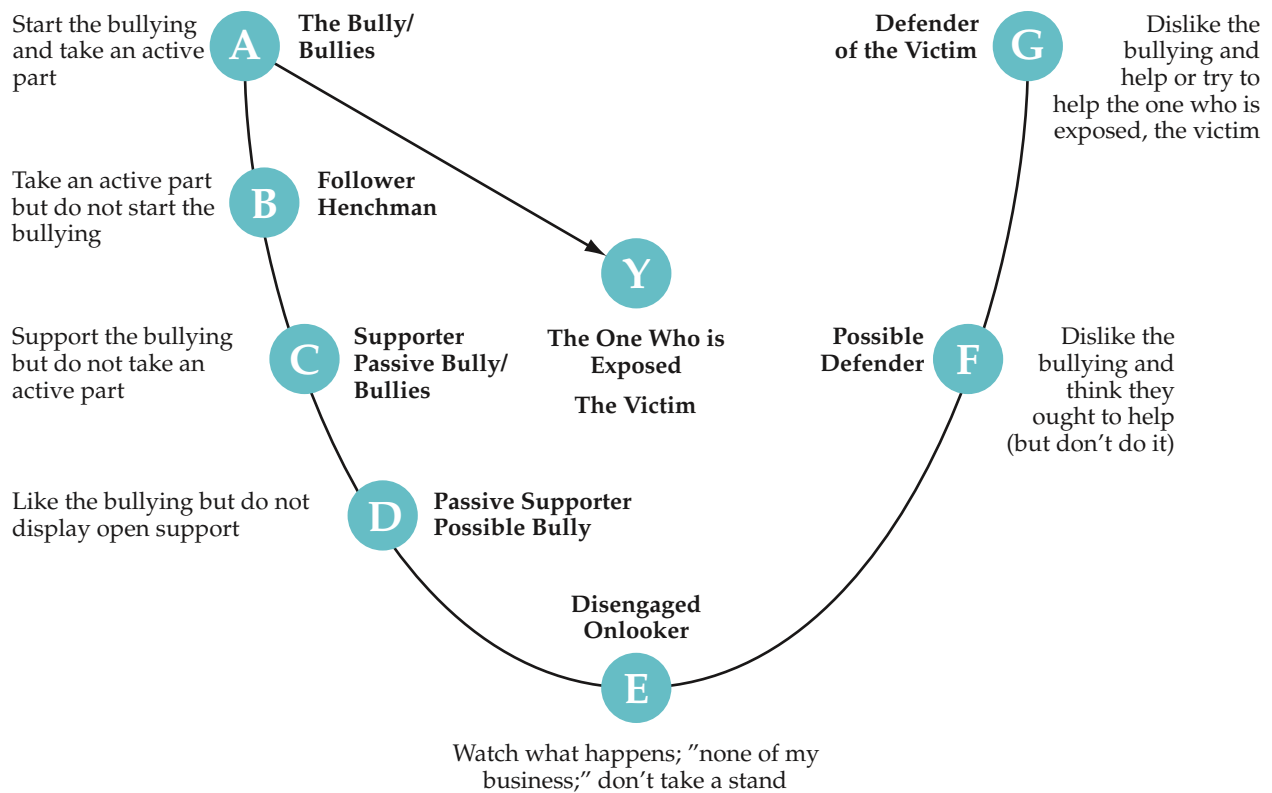 Start the bullying
and take an active
part
A
The Bully/
Bullies
Defender
of the Victim
G
Dislike the
bullying and
help or try to
help the one who is
exposed, the victim
Take an active part
but do not start the
bullying
B
Follower
Henchman
Y
The One Who is
Exposed
The Victim
Support the bullying
but do not take an
active part
C
Supporter
Passive Bully/
Bullies
Possible
Defender
F
Dislike the
bullying and
think they
ought to help
(but don't do it)
Like the bullying but do not
display open support
D
Passive Supporter
Possible Bully
Disengaged
Onlooker
E
Watch what happens; ”none of my
business;” don't take a stand